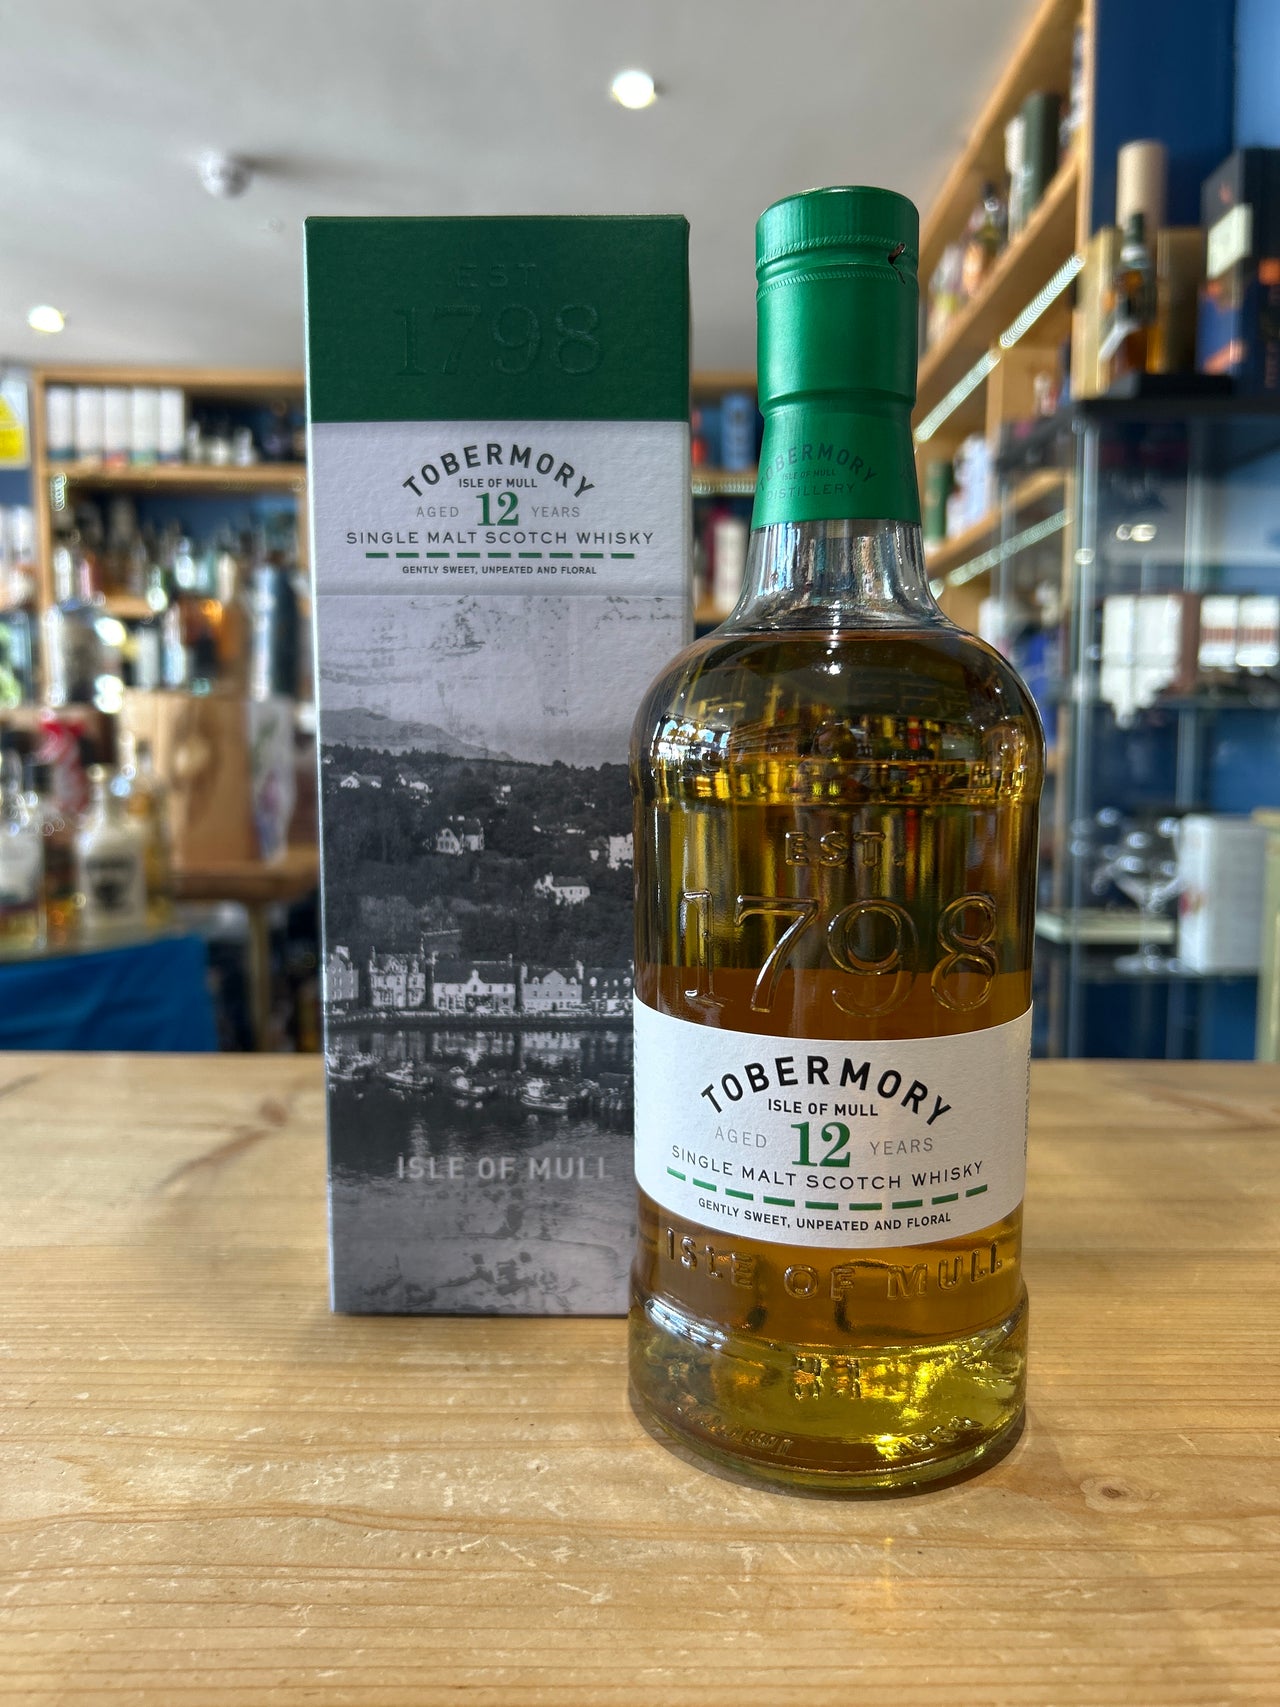 EST.
1798
TOBERMORY
ISLE OF MULL
AGED 12 YEARS
SINGLE MALT SCOTCH WHISKY
GENTLY SWEET, UNPEATED AND FLORAL
ISLE OF MULL
TOBERMORY
ISLE OF MULL
DISTILLERY
EST.
1798
TOBERMORY
ISLE OF MULL
AGED 12 YEARS
SINGLE MALT SCOTCH WHISKY
GENTLY SWEET, UNPEATED AND FLORAL
ISLE OF MULL